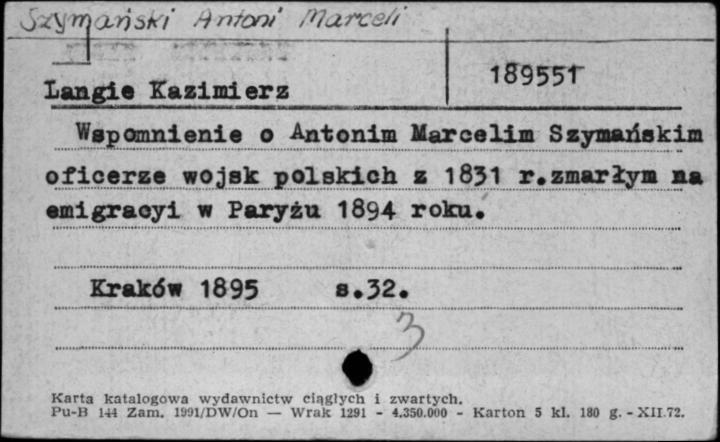 Szymański Antoni Marceli
189551
Langie Kazimierz
Wspomnienie o Antonim Marcelim Szymańskim
oficerze wojsk polskich z 1831 r.zmarłym na
emigracyi w Paryżu 1894 roku.
Kraków 1895 s.32.
3
Karta katalogowa wydawnictw ciągłych i zwartych.
Pu-B 144 Zam. 1991/DW/On — Wrak 1291 - 4.350.000 - Karton 5 kl. 180 g. - XII.72.